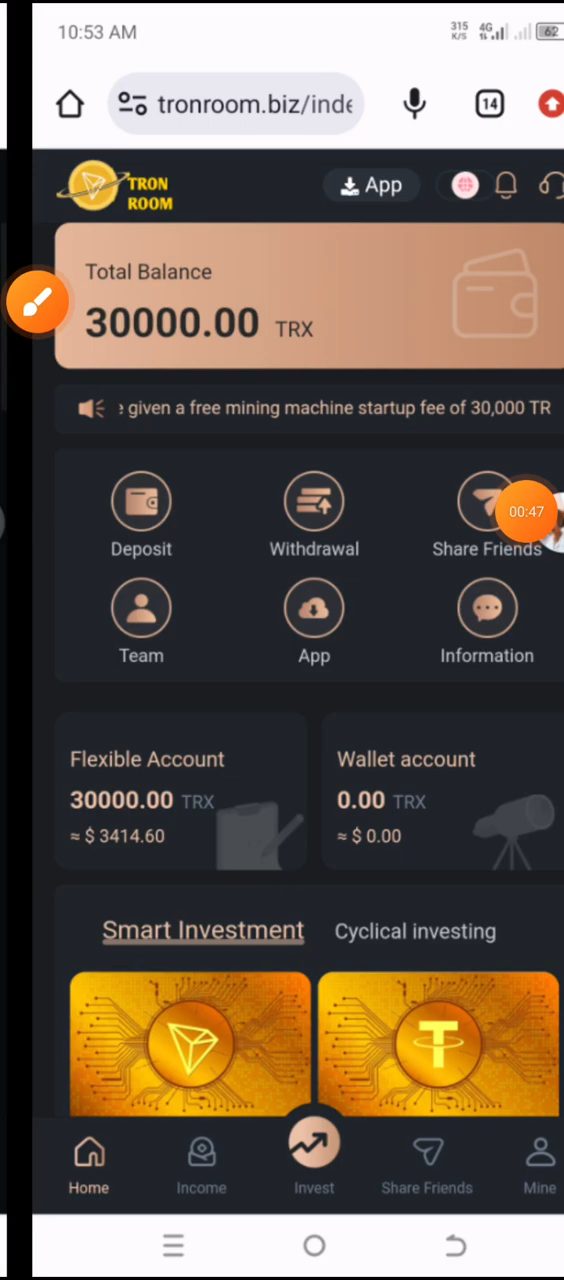 10:53 AM
315 K/S 4G 62
tronroom.biz/inde
14
TRON ROOM
App
Total Balance
30000.00 TRX
given a free mining machine startup fee of 30,000 TR
Deposit
Withdrawal
Share Friends
00:47
Team
App
Information
Flexible Account
Wallet account
30000.00 TRX
0.00 TRX
≈ $ 3414.60
≈ $ 0.00
Smart Investment
Cyclical investing
Home
Income
Invest
Share Friends
Mine